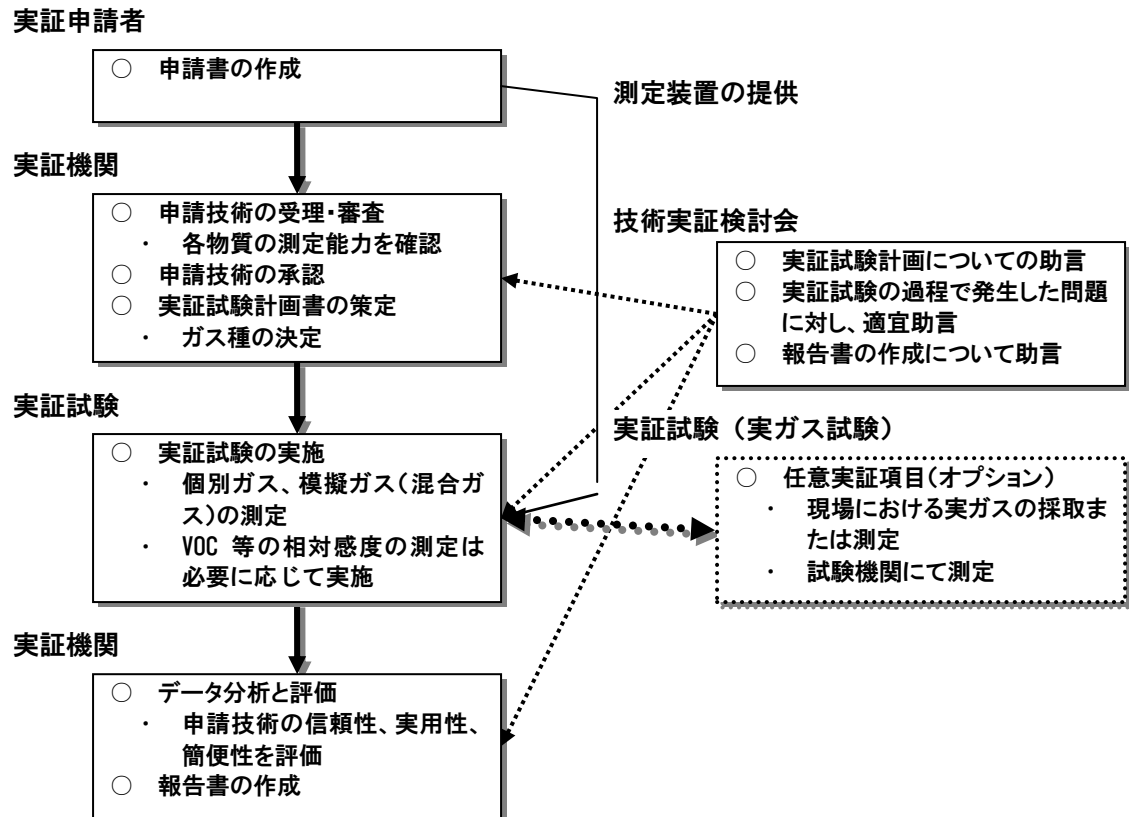 実証申請者
○ 申請書の作成
測定装置の提供
実証機関
○ 申請技術の受理・審査
・ 各物質の測定能力を確認
○ 申請技術の承認
○ 実証試験計画書の策定
・ ガス種の決定
技術実証検討会
○ 実証試験計画についての助言
○ 実証試験の過程で発生した問題
に対し、適宜助言
○ 報告書の作成について助言
実証試験
○ 実証試験の実施
・ 個別ガス、模擬ガス(混合ガ
ス)の測定
・ VOC 等の相対感度の測定は
必要に応じて実施
実証試験（実ガス試験）
○ 任意実証項目(オプション)
・ 現場における実ガスの採取ま
たは測定
・ 試験機関にて測定
実証機関
○ データ分析と評価
・ 申請技術の信頼性、実用性、
簡便性を評価
○ 報告書の作成